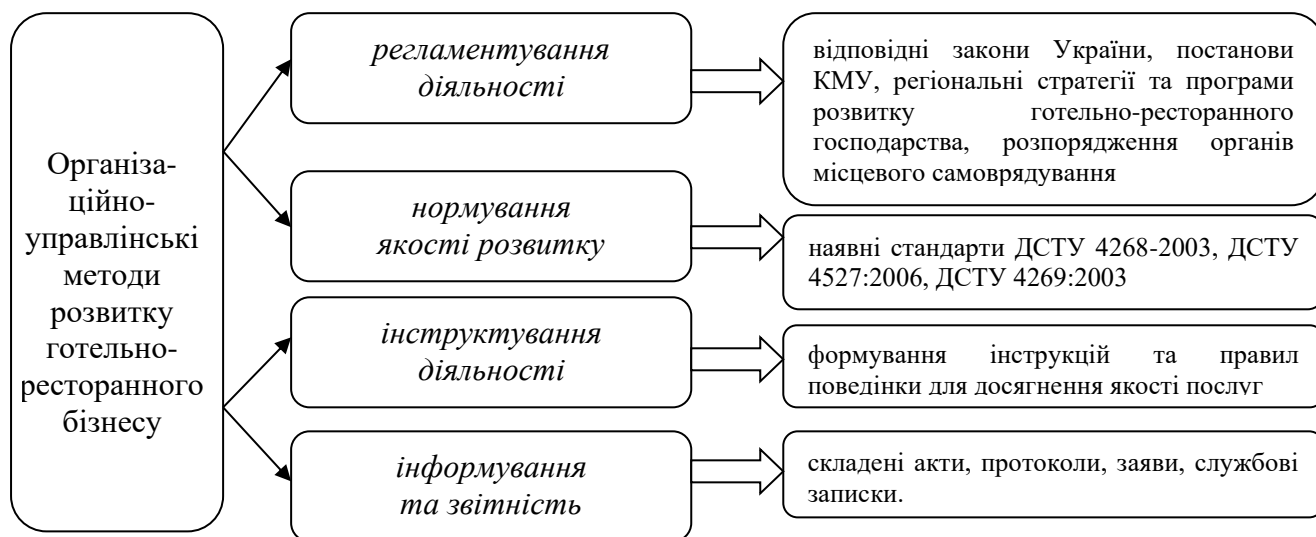 Організа-
ційно-
управлінські
методи
розвитку
готельно-
ресторанного
бізнесу
регламентування
діяльності
відповідні закони України, постанови
КМУ, регіональні стратегії та програми
розвитку готельно-ресторанного
господарства, розпорядження органів
місцевого самоврядування
нормування
якості розвитку
наявні стандарти ДСТУ 4268-2003, ДСТУ
4527:2006, ДСТУ 4269:2003
інструктування
діяльності
формування інструкцій та правил
поведінки для досягнення якості послуг
інформування
та звітність
складені акти, протоколи, заяви, службові
записки.